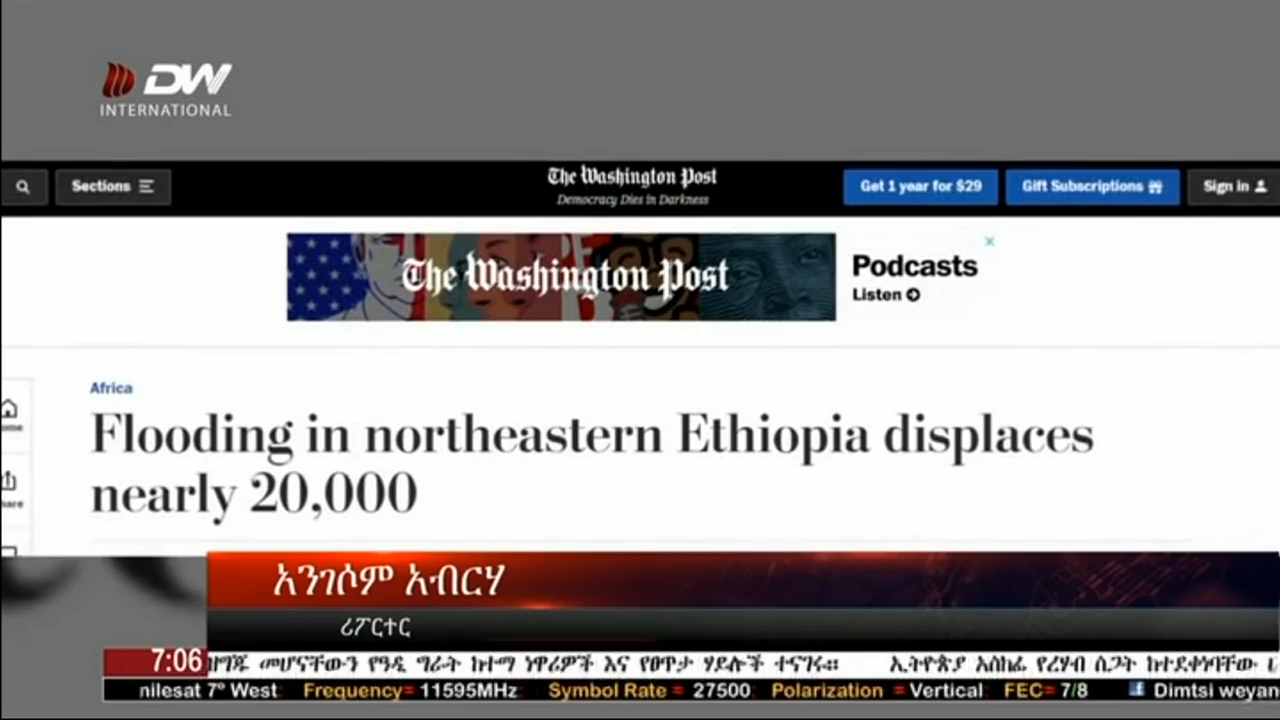 DW
INTERNATIONAL
Sections
The Washington Post
Democracy Dies in Darkness
Get 1 year for $29
Gift Subscriptions
Sign in
The Washington Post
Podcasts
Listen
Africa
Flooding in northeastern Ethiopia displaces
nearly 20,000
አንገሶም አብርሃ
ሪፖርተር
7:06
መሆናቸውን የዓዲ ግራት ከተማ ነዋሪዎች እና የፀጥታ ሃይሎች ተናገሩ። ኢትዮጵያ አስከፊ የረሃብ ስጋት ከተደቀነባቸው
nilesat 7° West Frequency= 11595MHz Symbol Rate = 27500 Polarization = Vertical FEC= 7/8 Dimtsi weyan